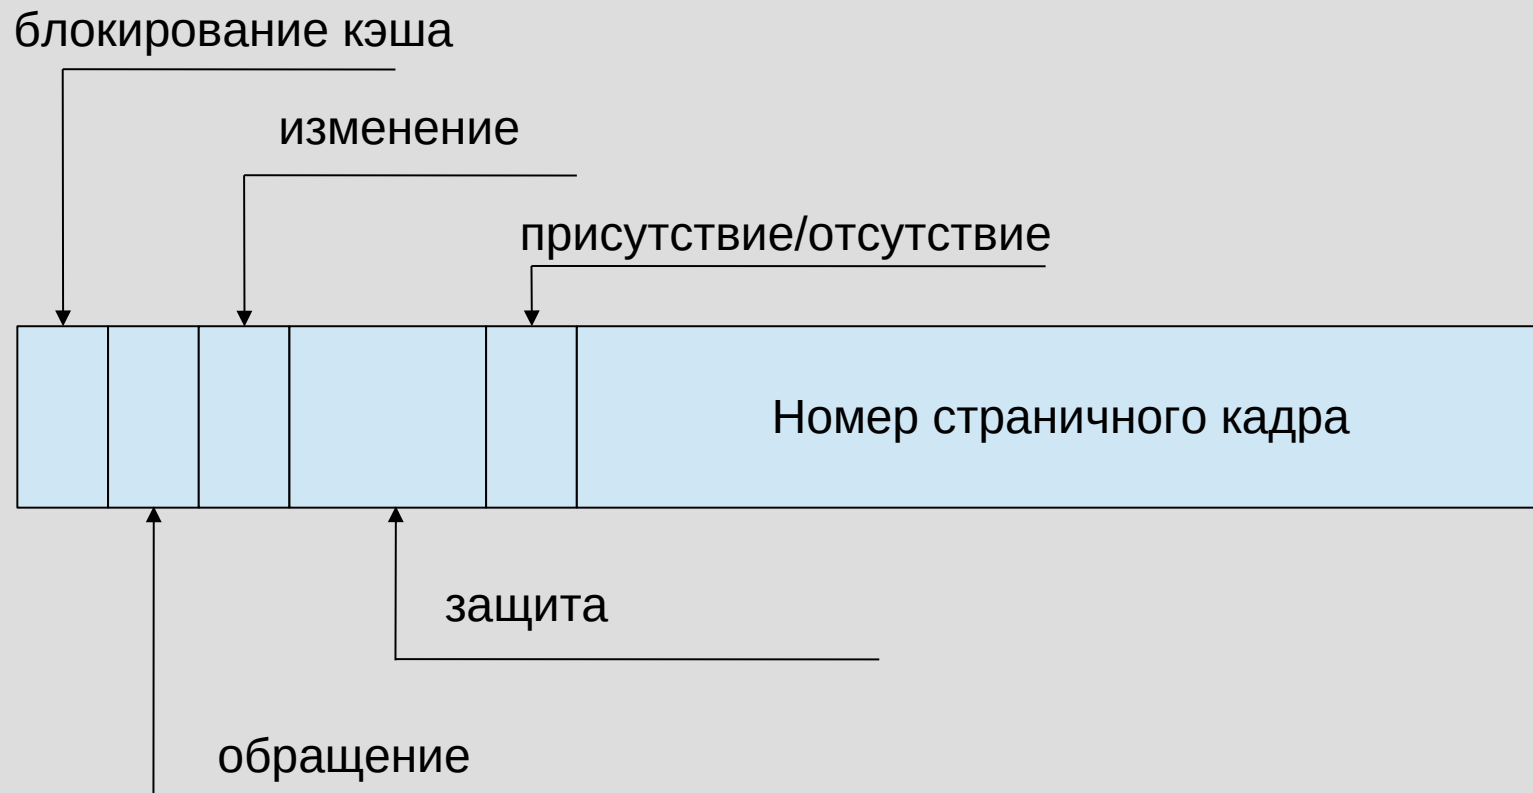 блокирование кэша
изменение
присутствие/отсутствие
Номер страничного кадра
защита
обращение